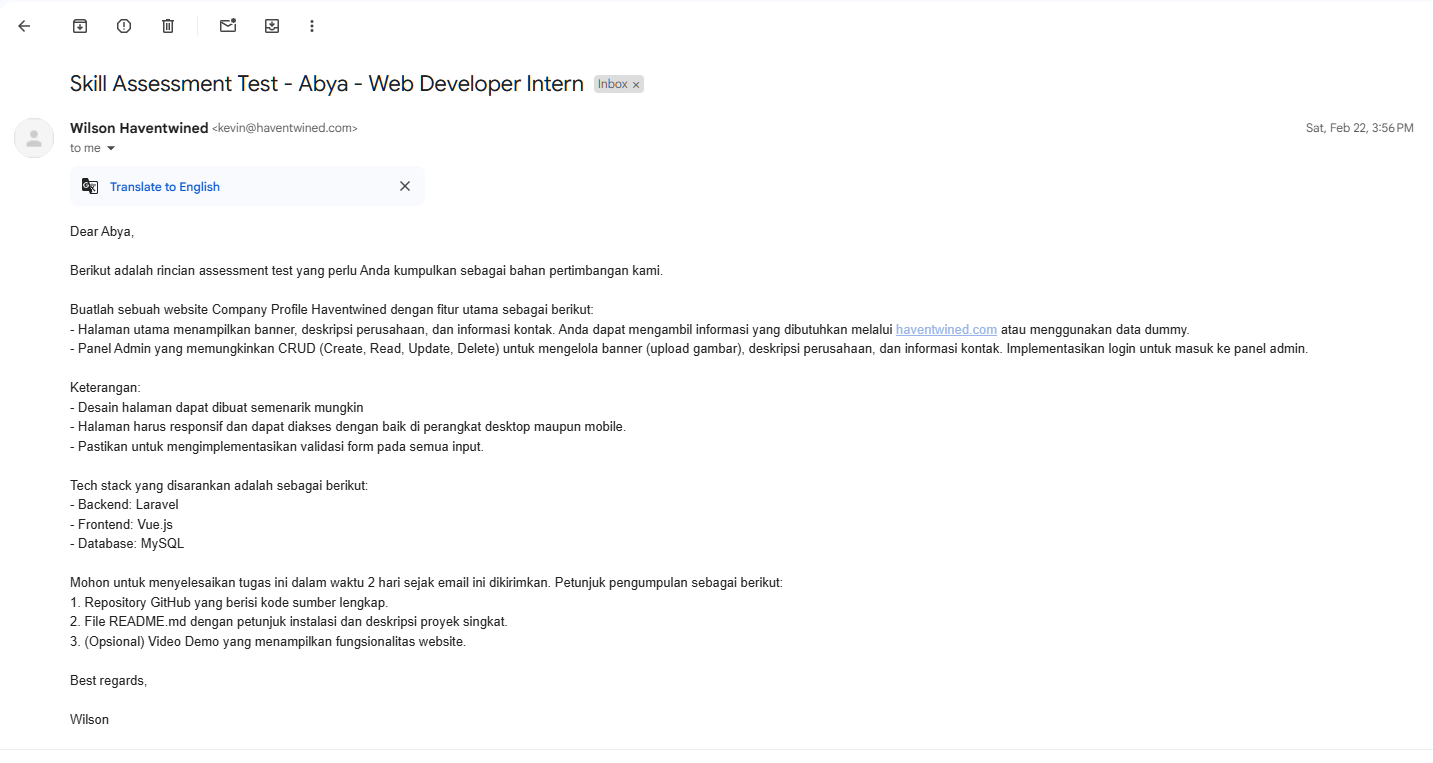 Skill Assessment Test - Abya - Web Developer Intern Inbox ×
Wilson Haventwined <kevin@haventwined.com> Sat, Feb 22, 3:56 PM
to me
Translate to English
Dear Abya,
Berikut adalah rincian assessment test yang perlu Anda kumpulkan sebagai bahan pertimbangan kami.
Buatlah sebuah website Company Profile Haventwined dengan fitur utama sebagai berikut:
- Halaman utama menampilkan banner, deskripsi perusahaan, dan informasi kontak. Anda dapat mengambil informasi yang dibutuhkan melalui haventwined.com atau menggunakan data dummy.
- Panel Admin yang memungkinkan CRUD (Create, Read, Update, Delete) untuk mengelola banner (upload gambar), deskripsi perusahaan, dan informasi kontak. Implementasikan login untuk masuk ke panel admin.
Keterangan:
- Desain halaman dapat dibuat semenarik mungkin
- Halaman harus responsif dan dapat diakses dengan baik di perangkat desktop maupun mobile.
- Pastikan untuk mengimplementasikan validasi form pada semua input.
Tech stack yang disarankan adalah sebagai berikut:
- Backend: Laravel
- Frontend: Vue.js
- Database: MySQL
Mohon untuk menyelesaikan tugas ini dalam waktu 2 hari sejak email ini dikirimkan. Petunjuk pengumpulan sebagai berikut:
1. Repository GitHub yang berisi kode sumber lengkap.
2. File README.md dengan petunjuk instalasi dan deskripsi proyek singkat.
3. (Opsional) Video Demo yang menampilkan fungsionalitas website.
Best regards,
Wilson